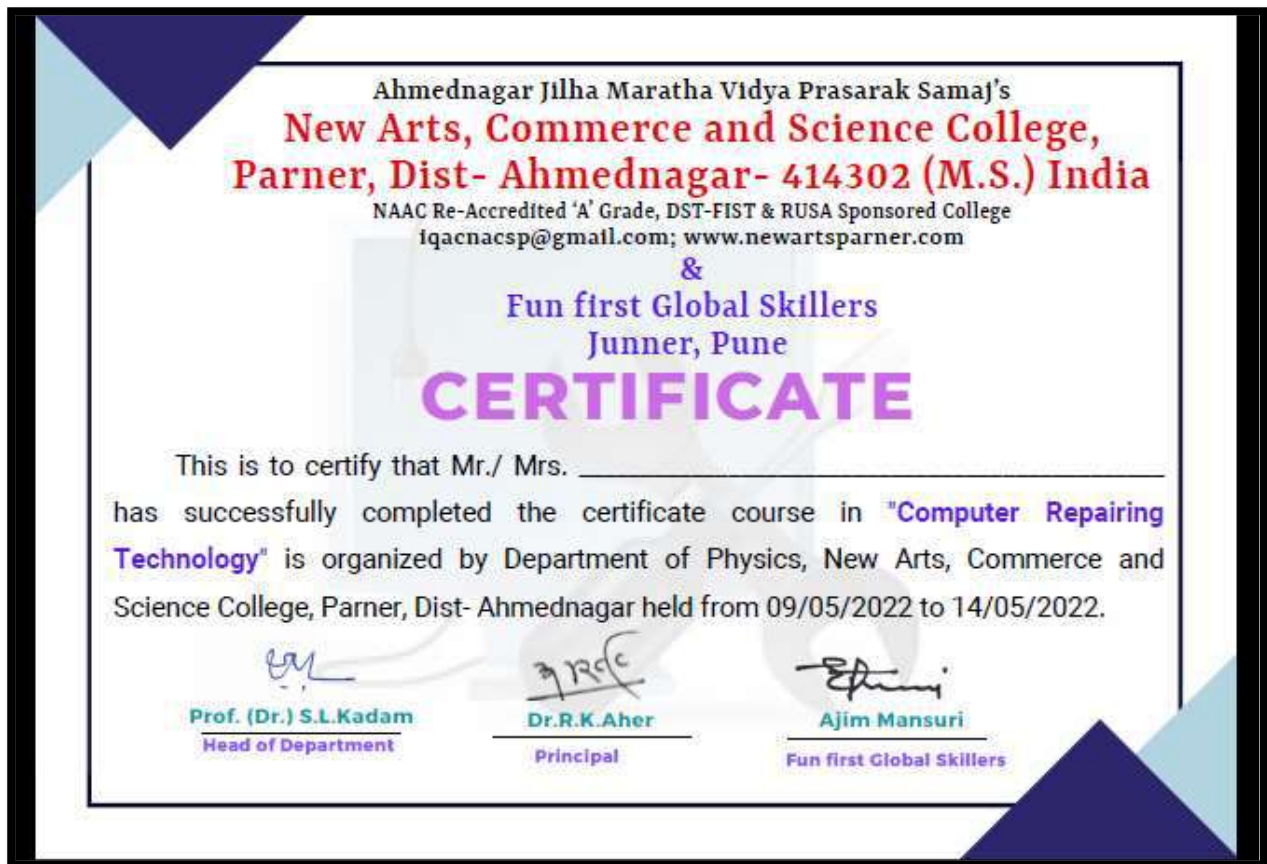 Ahmednagar Jilha Maratha Vidya Prasarak Samaj's
New Arts, Commerce and Science College,
Parner, Dist- Ahmednagar- 414302 (M.S.) India
NAAC Re-Accredited 'A' Grade, DST-FIST & RUSA Sponsored College
iqacnacsp@gmail.com; www.newartsparner.com
&
Fun first Global Skillers
Junner, Pune
CERTIFICATE
This is to certify that Mr./ Mrs.
has successfully completed the certificate course in "Computer Repairing
Technology" is organized by Department of Physics, New Arts, Commerce and
Science College, Parner, Dist- Ahmednagar held from 09/05/2022 to 14/05/2022.
Prof. (Dr.) S.L.Kadam
Head of Department
Dr.R.K.Aher
Principal
Ajim Mansuri
Fun first Global Skillers